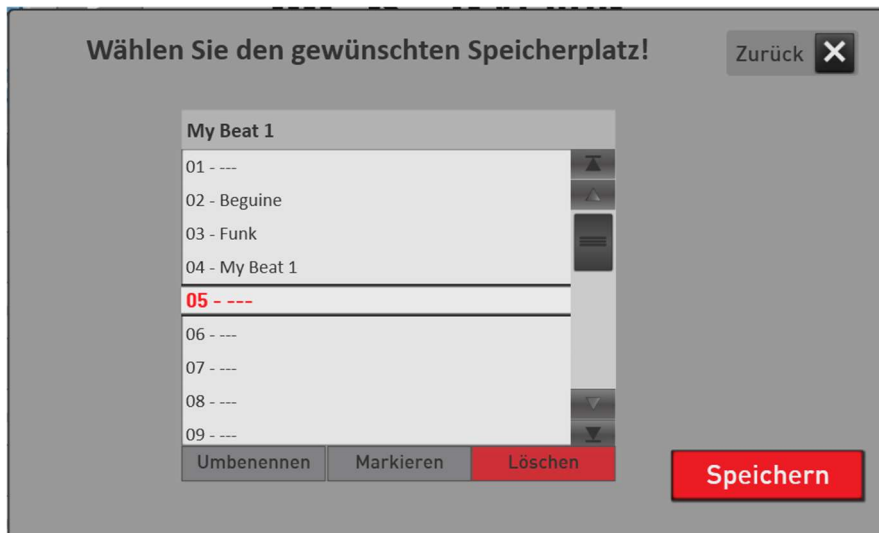 Wählen Sie den gewünschten Speicherplatz!
Zurück
My Beat 1
01 - ---
02 - Beguine
03 - Funk
04 - My Beat 1
05 - ---
06 - ---
07 - ---
08 - ---
09 - ---
Umbenennen Markieren Löschen
Speichern